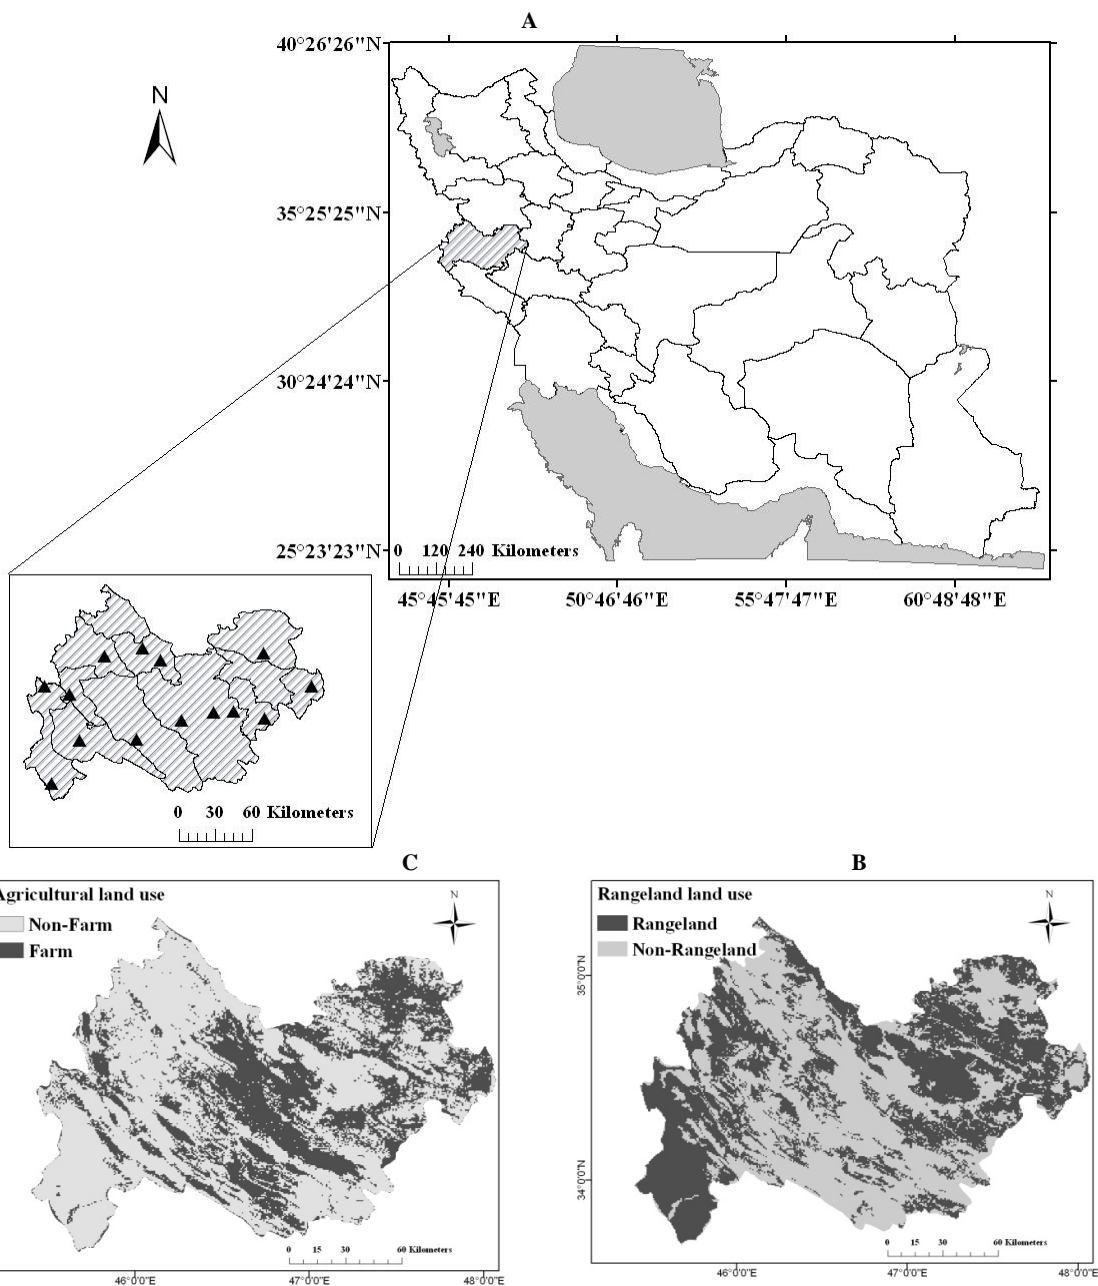 A
40°26'26"N
N
35°25'25"N
30°24'24"N
25°23'23"N
0 120 240 Kilometers
45°45'45"E 50°46'46"E 55°47'47"E 60°48'48"E
0 30 60 Kilometers
C
Agricultural land use
N
Non-Farm
Farm
0 15 30 60 Kilometers
46°0'0"E 47°0'0"E 48°0'0"E
B
Rangeland land use
N
Rangeland
Non-Rangeland
35°0'0"N
34°0'0"N
0 15 30 60 Kilometers
46°0'0"E 47°0'0"E 48°0'0"E